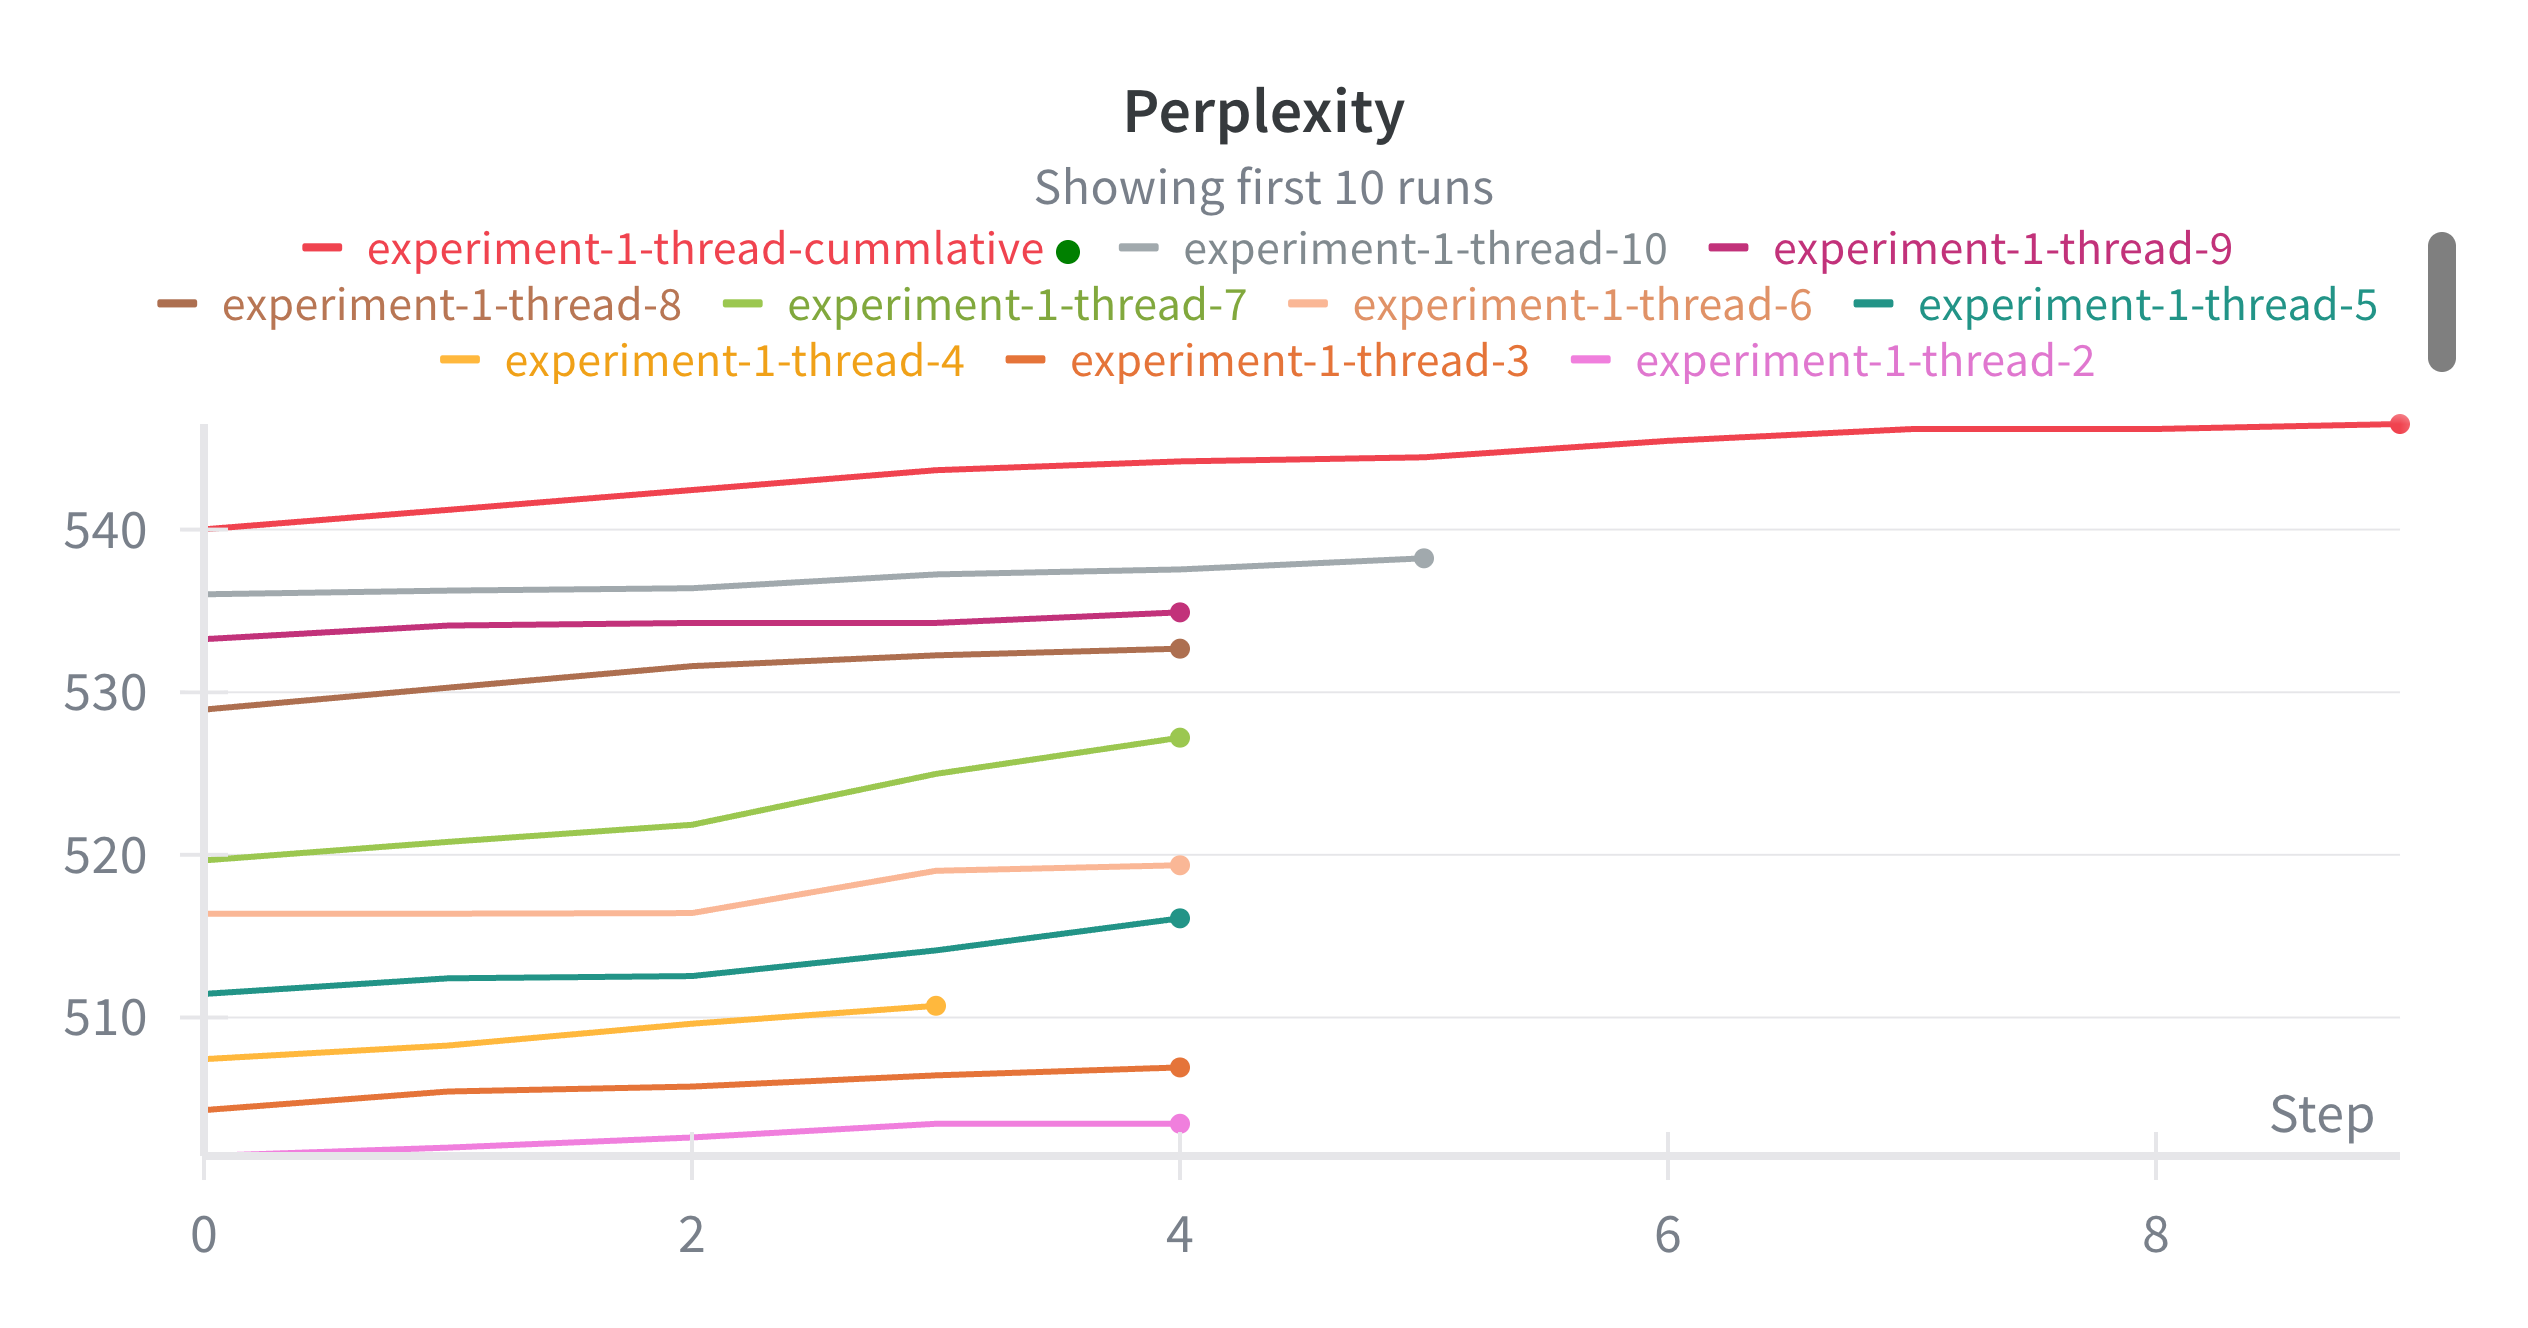 Perplexity
Showing first 10 runs
experiment-1-thread-cummlative experiment-1-thread-10 experiment-1-thread-9
experiment-1-thread-8 experiment-1-thread-7 experiment-1-thread-6 experiment-1-thread-5
experiment-1-thread-4 experiment-1-thread-3 experiment-1-thread-2
540
530
520
510
Step
0 2 4 6 8